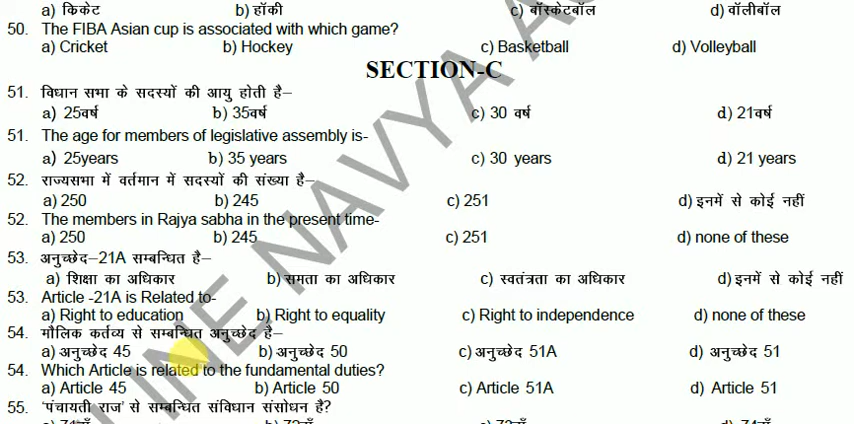 a) किकेट b) हॉकी c) बॉस्केटबॉल d) वॉलीबॉल
50. The FIBA Asian cup is associated with which game?
a) Cricket b) Hockey c) Basketball d) Volleyball
SECTION-C
51. विधान सभा के सदस्यों की आयु होती है–
a) 25वर्ष b) 35वर्ष c) 30 वर्ष d) 21वर्ष
51. The age for members of legislative assembly is-
a) 25years b) 35 years c) 30 years d) 21 years
52. राज्यसभा में वर्तमान में सदस्यों की संख्या है–
a) 250 b) 245 c) 251 d) इनमें से कोई नहीं
52. The members in Rajya sabha in the present time-
a) 250 b) 245 c) 251 d) none of these
53. अनुच्छेद–21A सम्बन्धित है–
a) शिक्षा का अधिकार b) समता का अधिकार c) स्वतंत्रता का अधिकार d) इनमें से कोई नहीं
53. Article -21A is Related to-
a) Right to education b) Right to equality c) Right to independence d) none of these
54. मौलिक कर्तव्य से सम्बन्धित अनुच्छेद है–
a) अनुच्छेद 45 b) अनुच्छेद 50 c) अनुच्छेद 51A d) अनुच्छेद 51
54. Which Article is related to the fundamental duties?
a) Article 45 b) Article 50 c) Article 51A d) Article 51
55. 'पंचायती राज' से सम्बन्धित संविधान संसोधन है?
LINE NAVYA